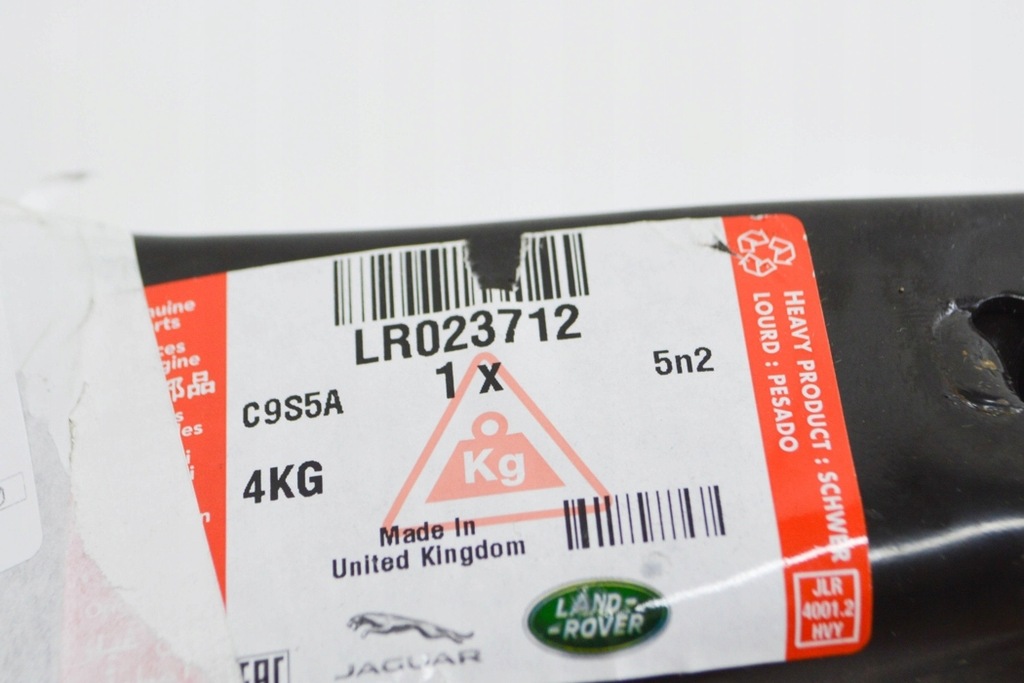 LR023712
1 x
5n2
C9S5A
Kg
4KG
Made In
United Kingdom
JAGUAR
LAND-
-ROVER
HEAVY PRODUCT : SCHWER
LOURD : PESADO
JLR
4001.2
HVY
EAC